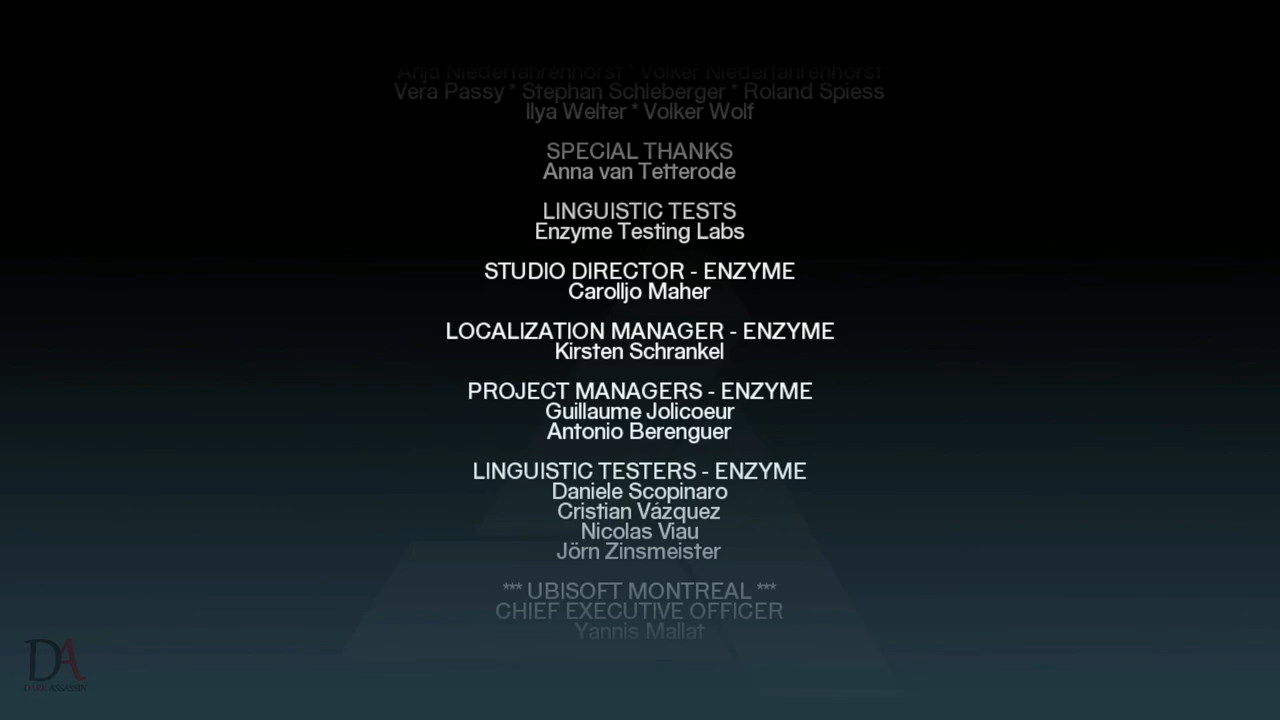 Anja Niederfahrenhorst * Volker Niederfahrenhorst
Vera Passy * Stephan Schleberger * Roland Spiess
Ilya Welter * Volker Wolf
SPECIAL THANKS
Anna van Tetterode
LINGUISTIC TESTS
Enzyme Testing Labs
STUDIO DIRECTOR - ENZYME
Carolljo Maher
LOCALIZATION MANAGER - ENZYME
Kirsten Schrankel
PROJECT MANAGERS - ENZYME
Guillaume Jolicoeur
Antonio Berenguer
LINGUISTIC TESTERS - ENZYME
Daniele Scopinaro
Cristian Vázquez
Nicolas Viau
Jörn Zinsmeister
*** UBISOFT MONTREAL ***
CHIEF EXECUTIVE OFFICER
Yannis Mallat
DA
DARK ASSASSIN